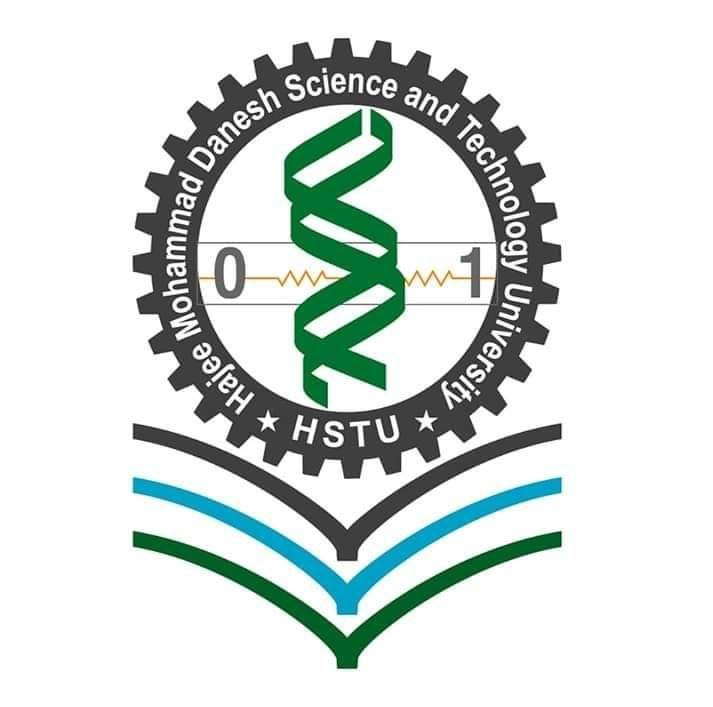 Hajee Mohammad Danesh Science and Technology University
0 1
★ HSTU ★